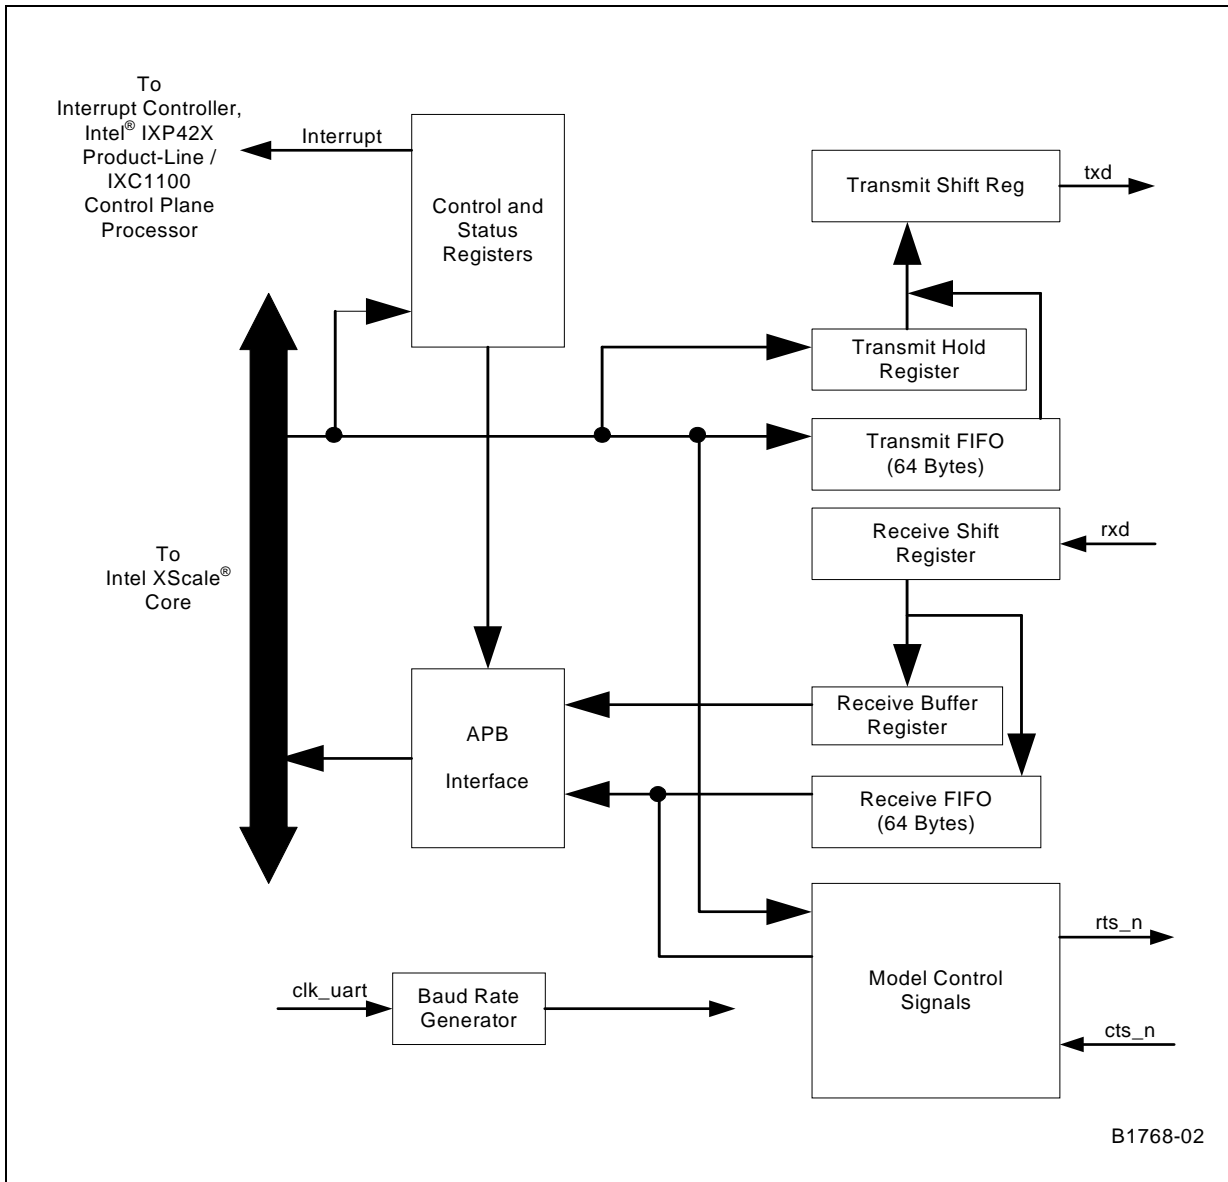 To
Interrupt Controller,
Intel® IXP42X
Product-Line /
IXC1100
Control Plane
Processor
Interrupt
Control and
Status
Registers
Transmit Shift Reg
txd
Transmit Hold
Register
Transmit FIFO
(64 Bytes)
Receive Shift
Register
rxd
To
Intel XScale®
Core
APB
Interface
Receive Buffer
Register
Receive FIFO
(64 Bytes)
Model Control
Signals
rts_n
cts_n
clk_uart
Baud Rate
Generator
B1768-02